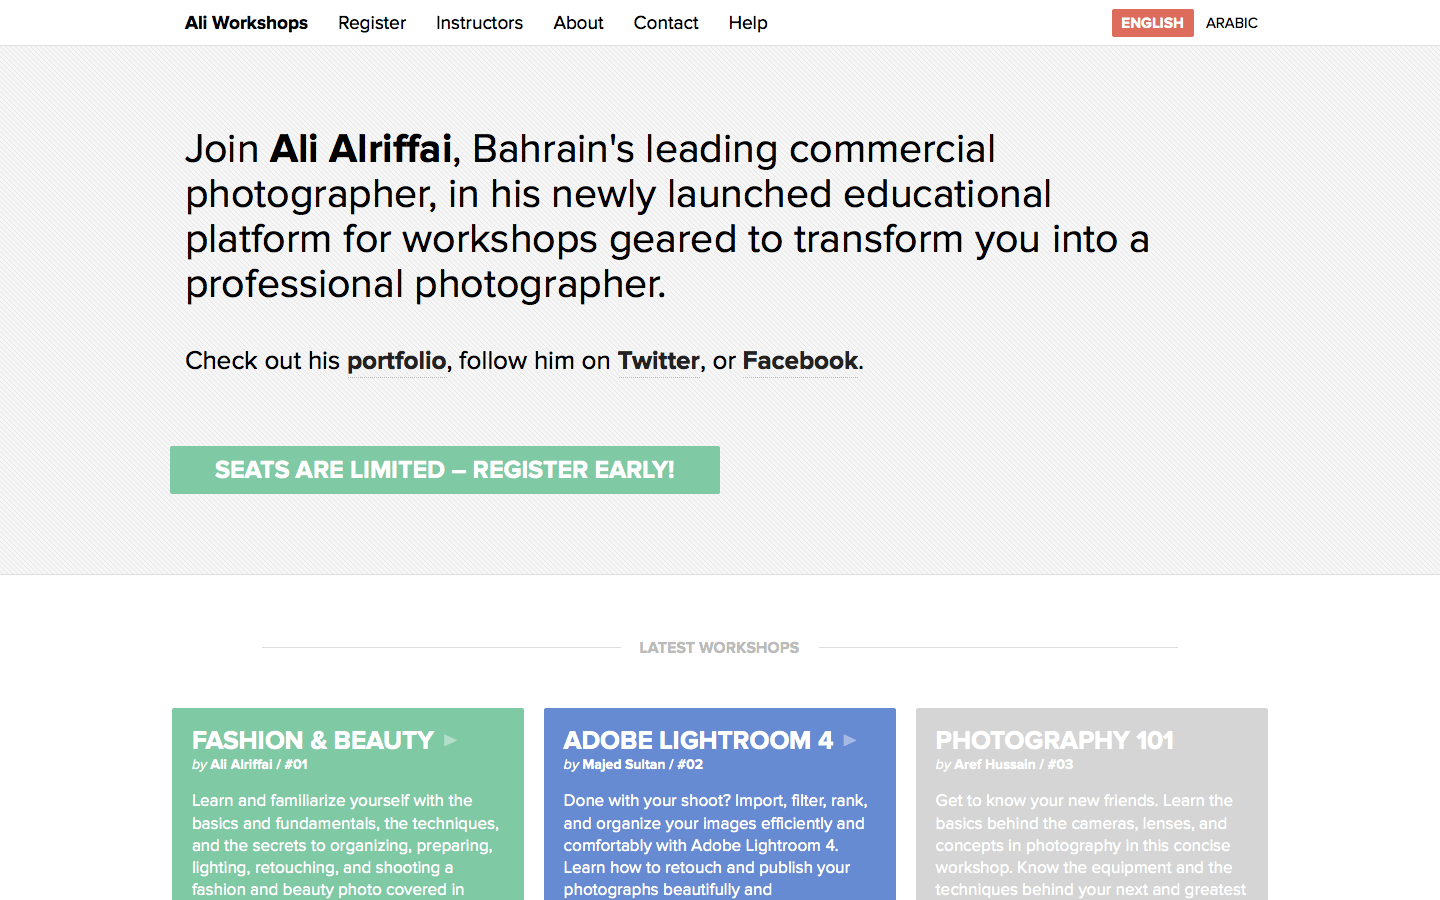 Ali Workshops Register Instructors About Contact Help ENGLISH ARABIC
Join Ali Alriffai, Bahrain's leading commercial
photographer, in his newly launched educational
platform for workshops geared to transform you into a
professional photographer.
Check out his portfolio, follow him on Twitter, or Facebook.
SEATS ARE LIMITED – REGISTER EARLY!
LATEST WORKSHOPS
FASHION & BEAUTY ►
by Ali Alriffai / #01
Learn and familiarize yourself with the
basics and fundamentals, the techniques,
and the secrets to organizing, preparing,
lighting, retouching, and shooting a
fashion and beauty photo covered in
ADOBE LIGHTROOM 4 ►
by Majed Sultan / #02
Done with your shoot? Import, filter, rank,
and organize your images efficiently and
comfortably with Adobe Lightroom 4.
Learn how to retouch and publish your
photographs beautifully and
PHOTOGRAPHY 101
by Aref Hussain / #03
Get to know your new friends. Learn the
basics behind the cameras, lenses, and
concepts in photography in this concise
workshop. Know the equipment and the
techniques behind your next and greatest